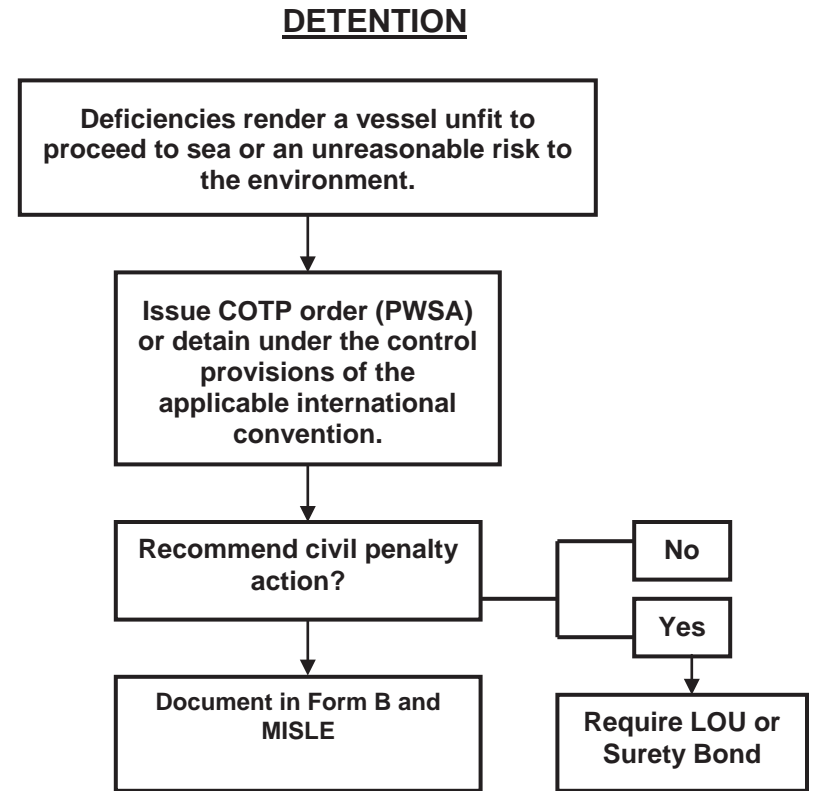 DETENTION
Deficiencies render a vessel unfit to
proceed to sea or an unreasonable risk to
the environment.
Issue COTP order (PWSA)
or detain under the control
provisions of the
applicable international
convention.
Recommend civil penalty
action?
No
Yes
Document in Form B and
MISLE
Require LOU or
Surety Bond